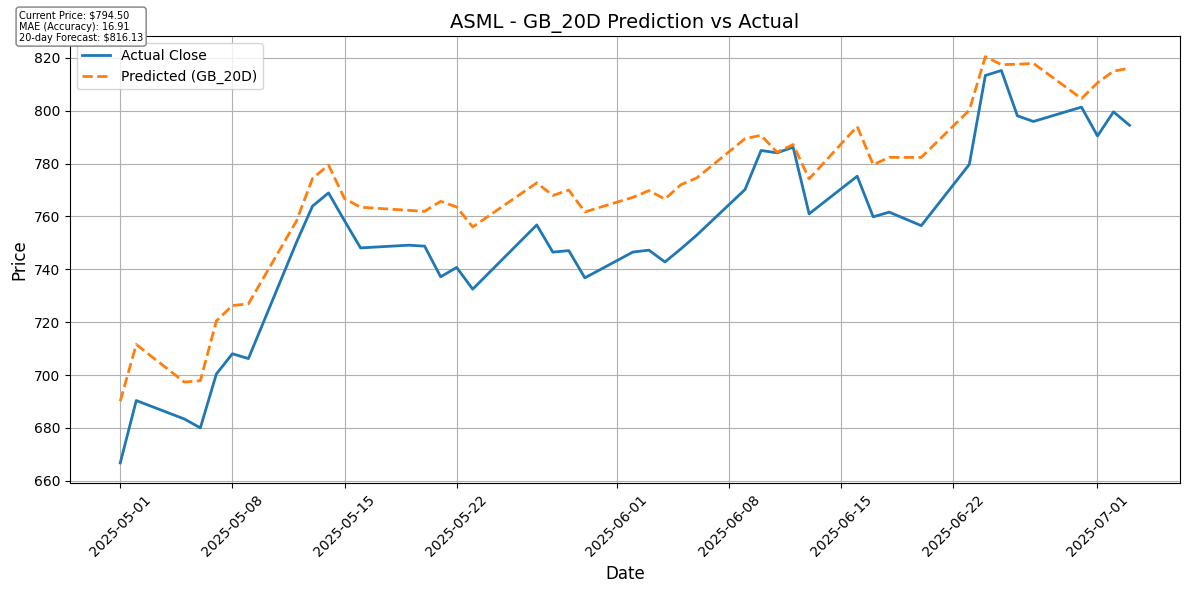 ASML - GB_20D Prediction vs Actual
Current Price: $794.50
MAE (Accuracy): 16.91
20-day Forecast: $816.13
Actual Close
Predicted (GB_20D)
Price
820
800
780
760
740
720
700
680
660
2025-05-01
2025-05-08
2025-05-15
2025-05-22
2025-06-01
2025-06-08
2025-06-15
2025-06-22
2025-07-01
Date